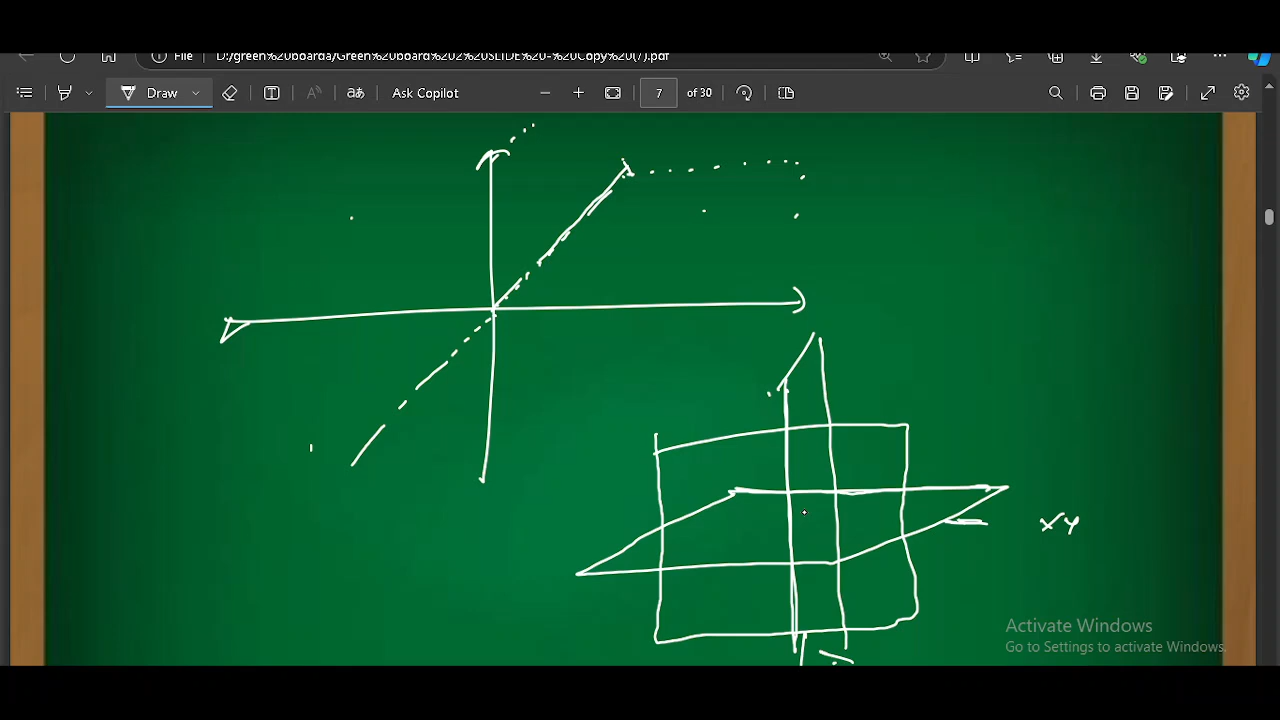 File D:/green%20boarda/Green%20board%202%20SLIDE%20-%20Copy%20(7).pdf
Draw
Ask Copilot
7 of 30
xy
Activate Windows
Go to Settings to activate Windows.